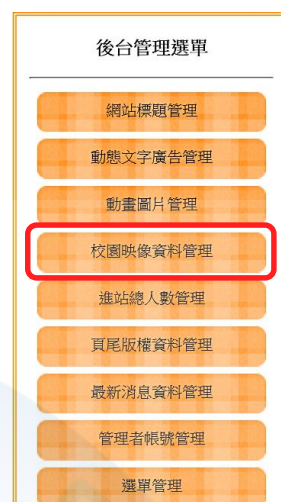 後台管理選單
網站標題管理
動態文字廣告管理
動畫圖片管理
校園映像資料管理
進站總人數管理
頁尾版權資料管理
最新消息資料管理
管理者帳號管理
選單管理